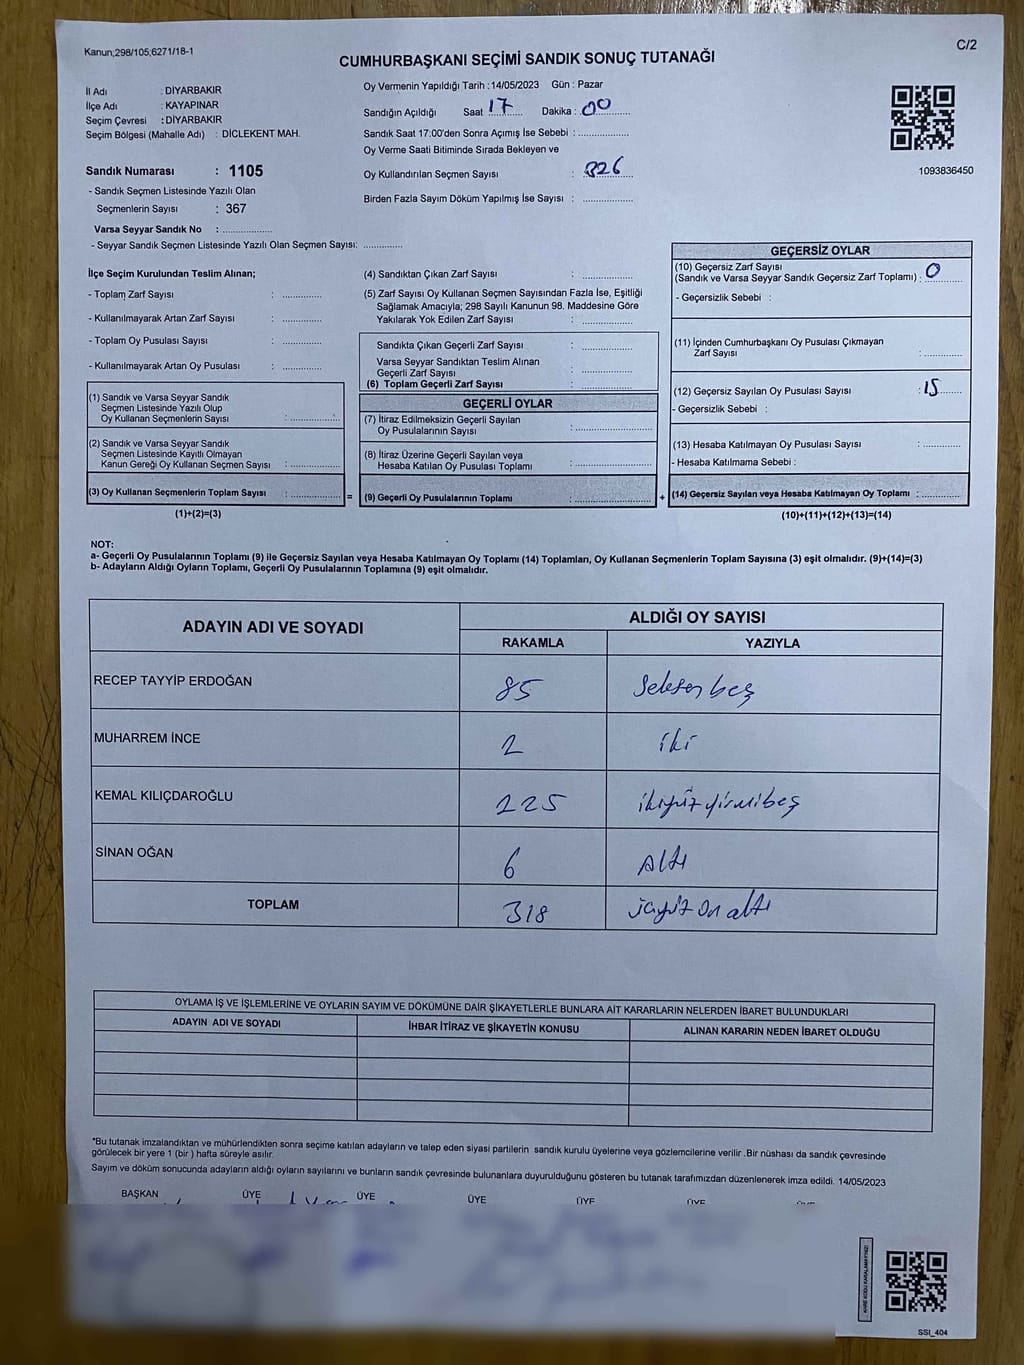 Kanun;298/105;6271/18-1
C/2
CUMHURBAŞKANI SEÇİMİ SANDIK SONUÇ TUTANAĞI
İl Adı : DİYARBAKIR
İlçe Adı : KAYAPINAR
Seçim Çevresi : DİYARBAKIR
Seçim Bölgesi (Mahalle Adı) : DİCLEKENT MAH.
Sandık Numarası : 1105
- Sandık Seçmen Listesinde Yazılı Olan
Seçmenlerin Sayısı : 367
Varsa Seyyar Sandık No : ..................
- Seyyar Sandık Seçmen Listesinde Yazılı Olan Seçmen Sayısı: ..............
Oy Vermenin Yapıldığı Tarih : 14/05/2023 Gün : Pazar
Sandığın Açıldığı Saat 17 Dakika : 00
Sandık Saat 17:00'den Sonra Açımış İse Sebebi : ..................
Oy Verme Saati Bitiminde Sırada Bekleyen ve
Oy Kullandırılan Seçmen Sayısı : 326
Birden Fazla Sayım Döküm Yapılmış İse Sayısı : ..................
1093836450
İlçe Seçim Kurulundan Teslim Alınan;
- Toplam Zarf Sayısı : ..............
- Kullanılmayarak Artan Zarf Sayısı : ..............
- Toplam Oy Pusulası Sayısı : ..............
- Kullanılmayarak Artan Oy Pusulası : ..............
(1) Sandık ve Varsa Seyyar Sandık
Seçmen Listesinde Yazılı Olup
Oy Kullanan Seçmenlerin Sayısı : ..................
(2) Sandık ve Varsa Seyyar Sandık
Seçmen Listesinde Kayıtlı Olmayan
Kanun Gereği Oy Kullanan Seçmen Sayısı : ..................
(3) Oy Kullanan Seçmenlerin Toplam Sayısı : ..................
(1)+(2)=(3)
=
(4) Sandıktan Çıkan Zarf Sayısı : ..................
(5) Zarf Sayısı Oy Kullanan Seçmen Sayısından Fazla İse, Eşitliği
Sağlamak Amacıyla; 298 Sayılı Kanunun 98. Maddesine Göre
Yakılarak Yok Edilen Zarf Sayısı : ..................
Sandıkta Çıkan Geçerli Zarf Sayısı : ..................
Varsa Seyyar Sandıktan Teslim Alınan
Geçerli Zarf Sayısı : ..................
(6) Toplam Geçerli Zarf Sayısı : ..................
GEÇERLİ OYLAR
(7) İtiraz Edilmeksizin Geçerli Sayılan
Oy Pusulalarının Sayısı : ..................
(8) İtiraz Üzerine Geçerli Sayılan veya
Hesaba Katılan Oy Pusulası Toplamı : ..................
(9) Geçerli Oy Pusulalarının Toplamı : ..................
+
GEÇERSİZ OYLAR
(10) Geçersiz Zarf Sayısı
(Sandık ve Varsa Seyyar Sandık Geçersiz Zarf Toplamı) : 0
- Geçersizlik Sebebi :
(11) İçinden Cumhurbaşkanı Oy Pusulası Çıkmayan
Zarf Sayısı : ..............
(12) Geçersiz Sayılan Oy Pusulası Sayısı : 15
- Geçersizlik Sebebi :
(13) Hesaba Katılmayan Oy Pusulası Sayısı : ..............
- Hesaba Katılmama Sebebi :
(14) Geçersiz Sayılan veya Hesaba Katılmayan Oy Toplamı : ..............
(10)+(11)+(12)+(13)=(14)
NOT:
a- Geçerli Oy Pusulalarının Toplamı (9) ile Geçersiz Sayılan veya Hesaba Katılmayan Oy Toplamı (14) Toplamları, Oy Kullanan Seçmenlerin Toplam Sayısına (3) eşit olmalıdır. (9)+(14)=(3)
b- Adayların Aldığı Oyların Toplamı, Geçerli Oy Pusulalarının Toplamına (9) eşit olmalıdır.
ADAYIN ADI VE SOYADI
ALDIĞI OY SAYISI
RAKAMLA YAZIYLA
RECEP TAYYİP ERDOĞAN 85 Seksen beş
MUHARREM İNCE 2 iki
KEMAL KILIÇDAROĞLU 225 ikiyüz yirmibeş
SİNAN OĞAN 6 Altı
TOPLAM 318 üçyüz on altı
OYLAMA İŞ VE İŞLEMLERİNE VE OYLARIN SAYIM VE DÖKÜMÜNE DAİR ŞİKAYETLERLE BUNLARA AİT KARARLARIN NELERDEN İBARET BULUNDUKLARI
ADAYIN ADI VE SOYADI İHBAR İTİRAZ VE ŞİKAYETİN KONUSU ALINAN KARARIN NEDEN İBARET OLDUĞU
*Bu tutanak imzalandıktan ve mühürlendikten sonra seçime katılan adayların ve talep eden siyasi partilerin sandık kurulu üyelerine veya gözlemcilerine verilir .Bir nüshası da sandık çevresinde
görülecek bir yere 1 (bir ) hafta süreyle asılır.
Sayım ve döküm sonucunda adayların aldığı oyların sayılarını ve bunların sandık çevresinde bulunanlara duyurulduğunu gösteren bu tutanak tarafımızdan düzenlenerek imza edildi. 14/05/2023
BAŞKAN ÜYE ÜYE ÜYE ÜYE ÜYE
KARE KODU KARALAMAYINIZ!
SSI_404